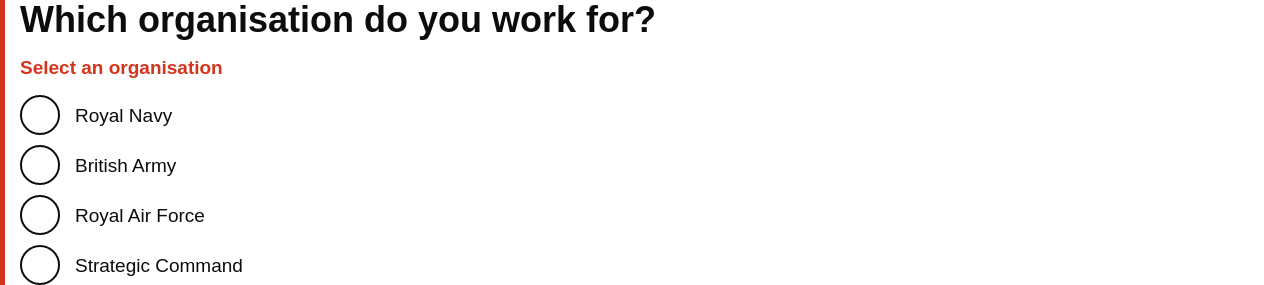 Which organisation do you work for?
Select an organisation
Royal Navy
British Army
Royal Air Force
Strategic Command